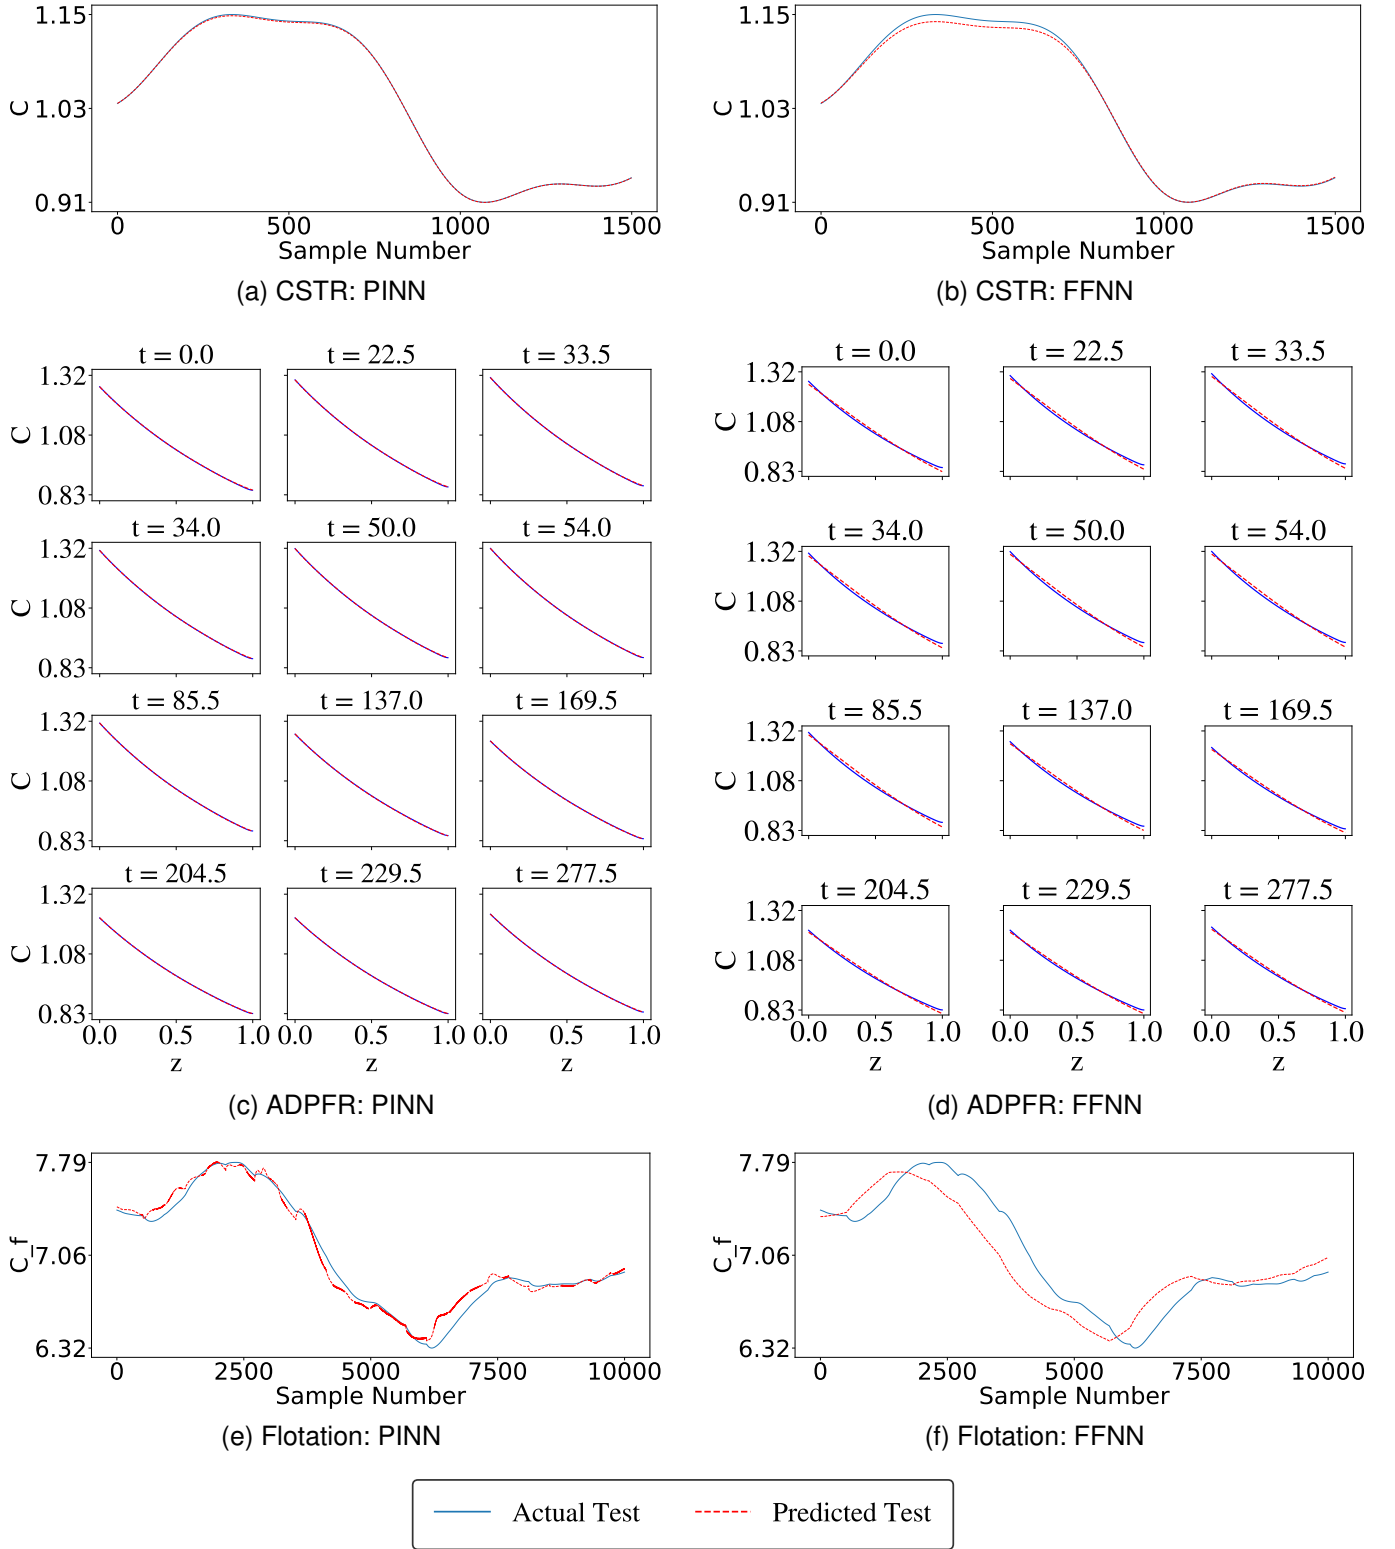 C
1.15
1.03
0.91
0 500 1000 1500
Sample Number
(a) CSTR: PINN
C
1.15
1.03
0.91
0 500 1000 1500
Sample Number
(b) CSTR: FFNN
t = 0.0 t = 22.5 t = 33.5
C
1.32
1.08
0.83
t = 34.0 t = 50.0 t = 54.0
C
1.32
1.08
0.83
t = 85.5 t = 137.0 t = 169.5
C
1.32
1.08
0.83
t = 204.5 t = 229.5 t = 277.5
C
1.32
1.08
0.83
0.0 0.5 1.0 0.0 0.5 1.0 0.0 0.5 1.0
z z z
(c) ADPFR: PINN
t = 0.0 t = 22.5 t = 33.5
C
1.32
1.08
0.83
t = 34.0 t = 50.0 t = 54.0
C
1.32
1.08
0.83
t = 85.5 t = 137.0 t = 169.5
C
1.32
1.08
0.83
t = 204.5 t = 229.5 t = 277.5
C
1.32
1.08
0.83
0.0 0.5 1.0 0.0 0.5 1.0 0.0 0.5 1.0
z z z
(d) ADPFR: FFNN
C_f
7.79
7.06
6.32
0 2500 5000 7500 10000
Sample Number
(e) Flotation: PINN
C_f
7.79
7.06
6.32
0 2500 5000 7500 10000
Sample Number
(f) Flotation: FFNN
Actual Test Predicted Test